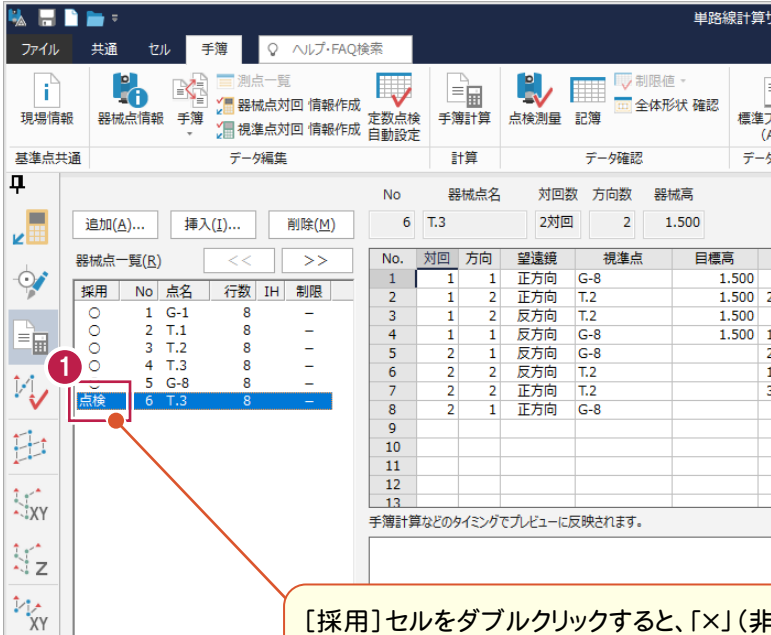 単路線計算サ
ファイル 共通 セル 手簿 ヘルプ・FAQ検索
現場情報 器械点情報 手簿 測点一覧 器械点対回 情報作成 視準点対回 情報作成 定数点検 自動設定 手簿計算 点検測量 記簿 制限値 全体形状 確認 標準フ (A
基準点共通 データ編集 計算 データ確認 デー
No 器械点名 対回数 方向数 器械高
追加(A)... 挿入(I)... 削除(M) 6 T.3 2対回 2 1.500
器械点一覧(R) << >>
採用 No 点名 行数 IH 制限
○ 1 G-1 8 –
○ 2 T.1 8 –
○ 3 T.2 8 –
○ 4 T.3 8 –
5 G-8 8 –
点検 6 T.3 8 –
1
No. 対回 方向 望遠鏡 視準点 目標高
1 1 1 正方向 G-8 1.500
2 1 2 正方向 T.2 1.500 2
3 1 2 反方向 T.2 1.500
4 1 1 反方向 G-8 1.500 1
5 2 1 反方向 G-8 2
6 2 2 反方向 T.2 1
7 2 2 正方向 T.2 3
8 2 1 正方向 G-8
9
10
11
12
13
手簿計算などのタイミングでプレビューに反映されます。
XY
Z
XY
［採用］セルをダブルクリックすると、「×」（非